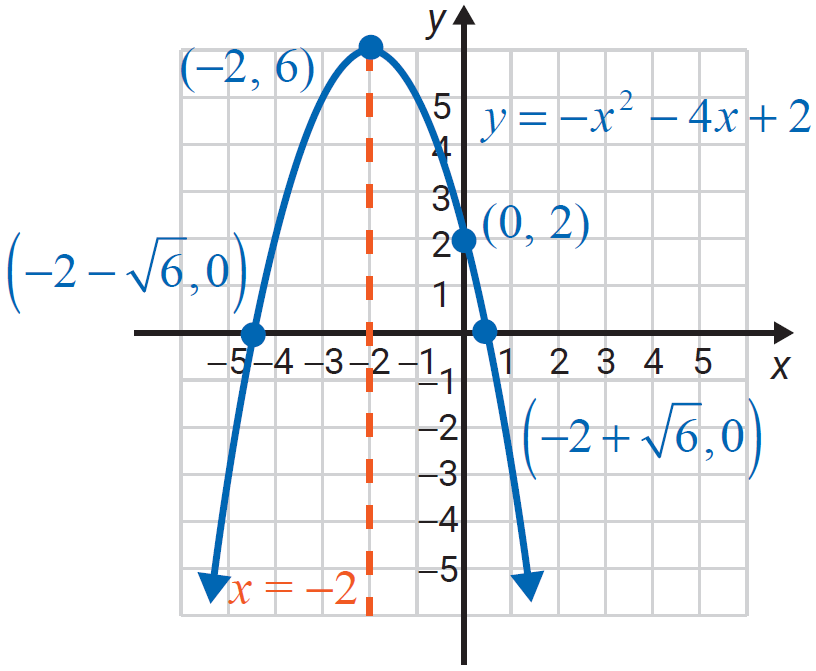 y
(−2, 6)
5
y = −x² − 4x + 2
4
3
(0, 2)
2
(−2 − √6, 0)
1
−5 −4 −3 −2 −1 1 2 3 4 5 x
−1
−2
(−2 + √6, 0)
−3
−4
−5
x = −2